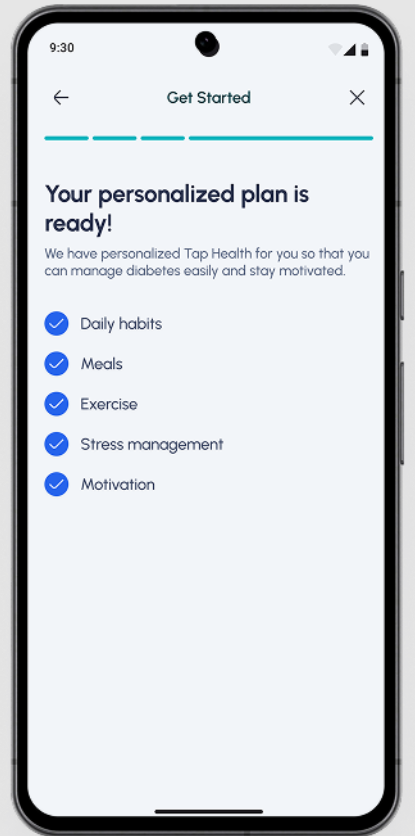 9:30
Get Started
Your personalized plan is
ready!
We have personalized Tap Health for you so that you
can manage diabetes easily and stay motivated.
Daily habits
Meals
Exercise
Stress management
Motivation